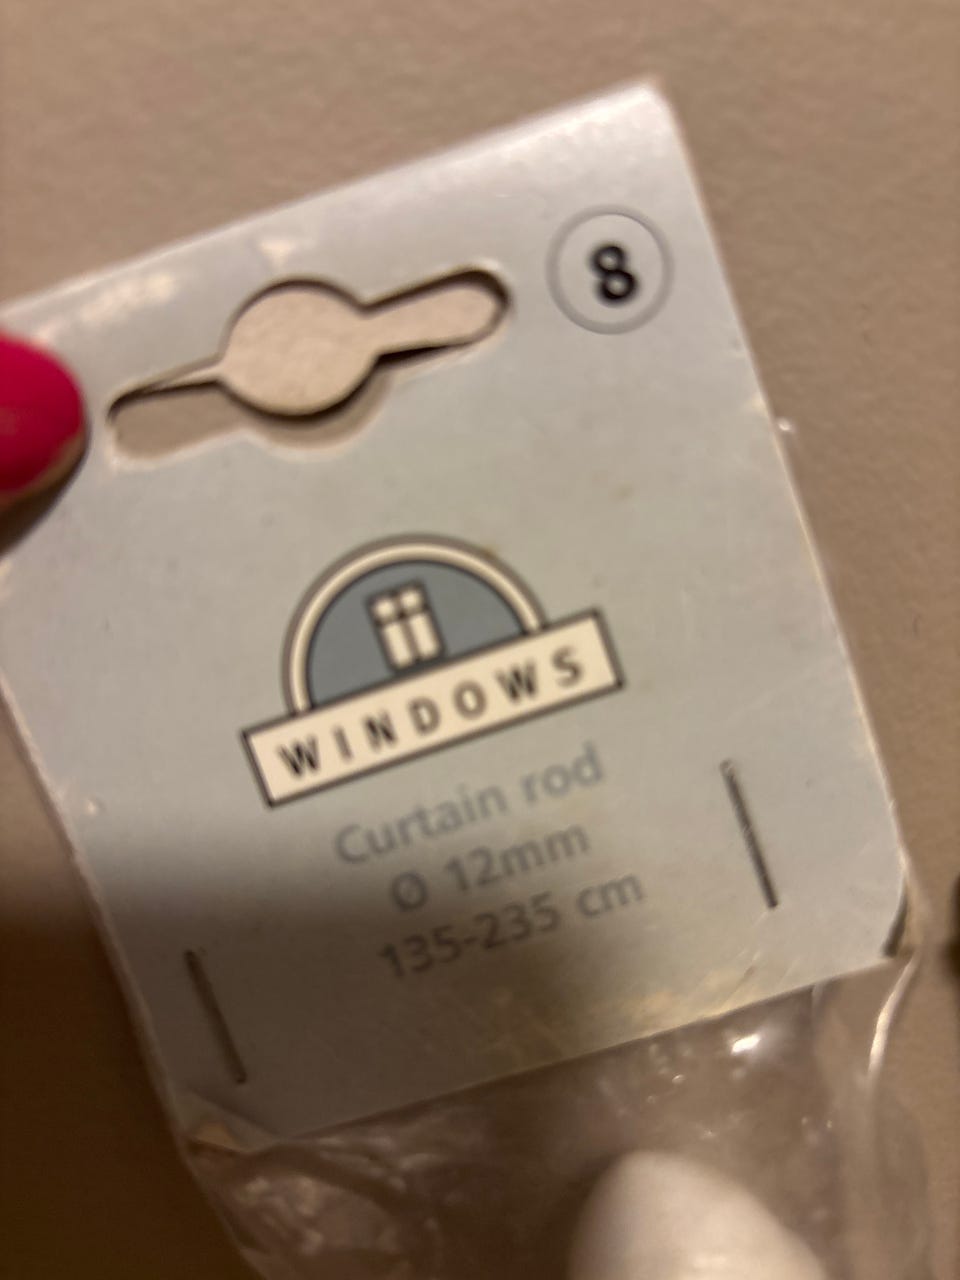 8
WINDOWS
Curtain rod
Ø 12mm
135-235 cm